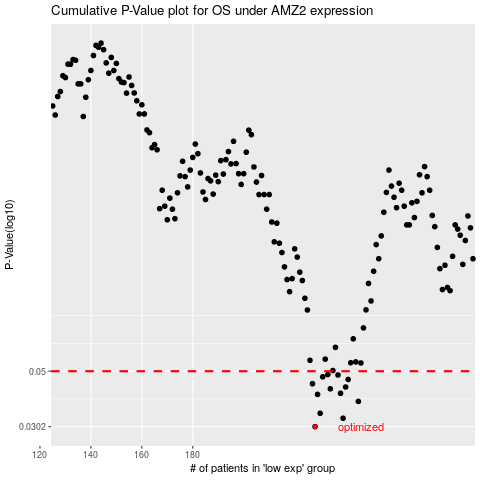 Cumulative P-Value plot for OS under AMZ2 expression
P-Value(log10)
0.05
0.0302
optimized
120 140 160 180
# of patients in 'low exp' group